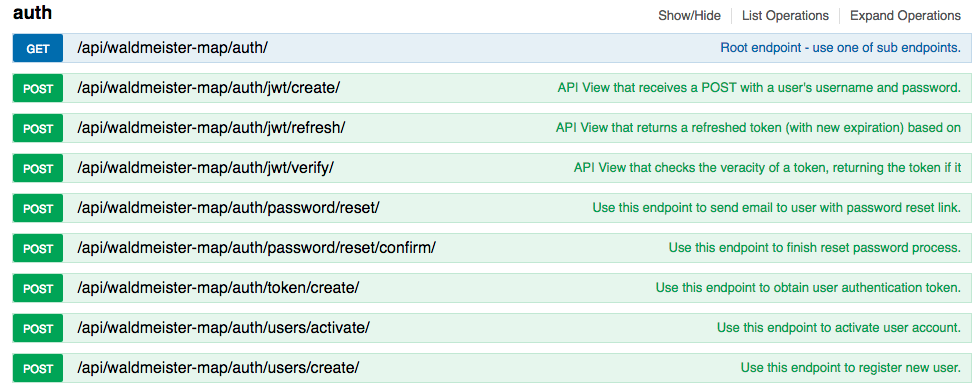 auth
Show/Hide List Operations Expand Operations
GET /api/waldmeister-map/auth/ Root endpoint - use one of sub endpoints.
POST /api/waldmeister-map/auth/jwt/create/ API View that receives a POST with a user's username and password.
POST /api/waldmeister-map/auth/jwt/refresh/ API View that returns a refreshed token (with new expiration) based on
POST /api/waldmeister-map/auth/jwt/verify/ API View that checks the veracity of a token, returning the token if it
POST /api/waldmeister-map/auth/password/reset/ Use this endpoint to send email to user with password reset link.
POST /api/waldmeister-map/auth/password/reset/confirm/ Use this endpoint to finish reset password process.
POST /api/waldmeister-map/auth/token/create/ Use this endpoint to obtain user authentication token.
POST /api/waldmeister-map/auth/users/activate/ Use this endpoint to activate user account.
POST /api/waldmeister-map/auth/users/create/ Use this endpoint to register new user.